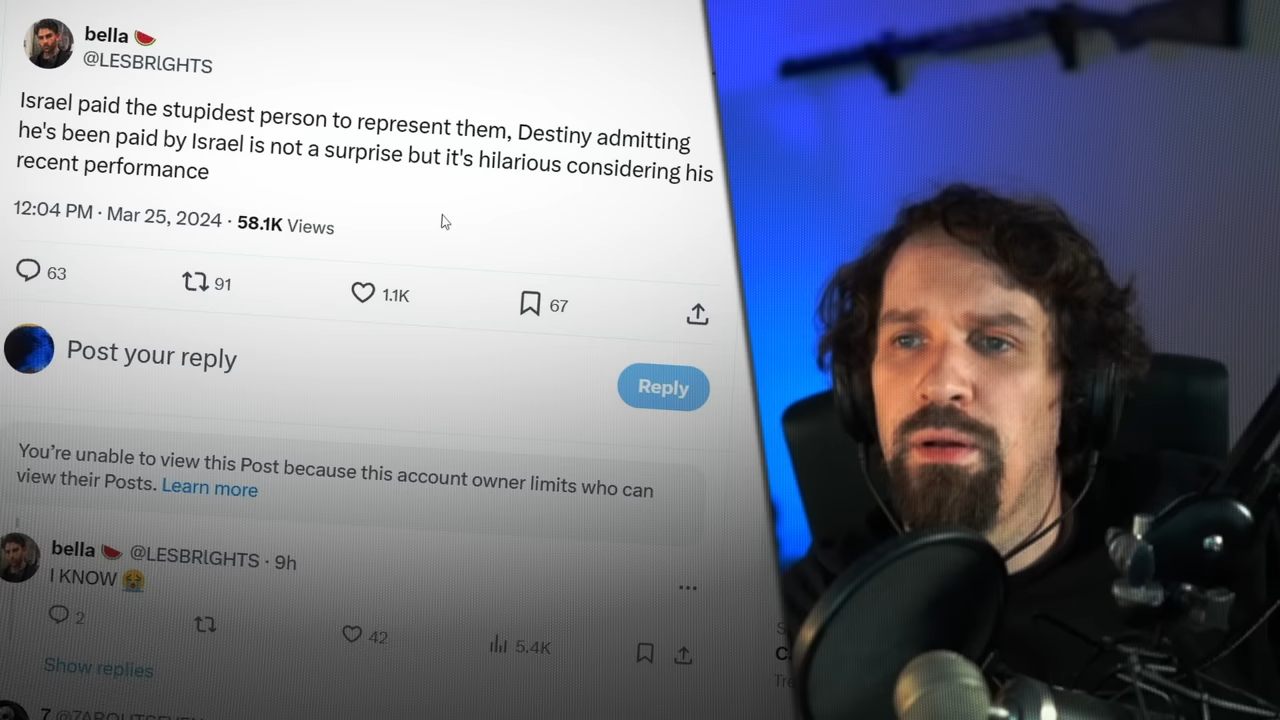 bella 🍉
@LESBRlGHTS
Israel paid the stupidest person to represent them, Destiny admitting
he's been paid by Israel is not a surprise but it's hilarious considering his
recent performance
12:04 PM · Mar 25, 2024 · 58.1K Views
63 91 1.1K 67
Post your reply
Reply
You're unable to view this Post because this account owner limits who can
view their Posts. Learn more
bella 🍉 @LESBRlGHTS · 9h
I KNOW 😭
2 42 5.4K
Show replies